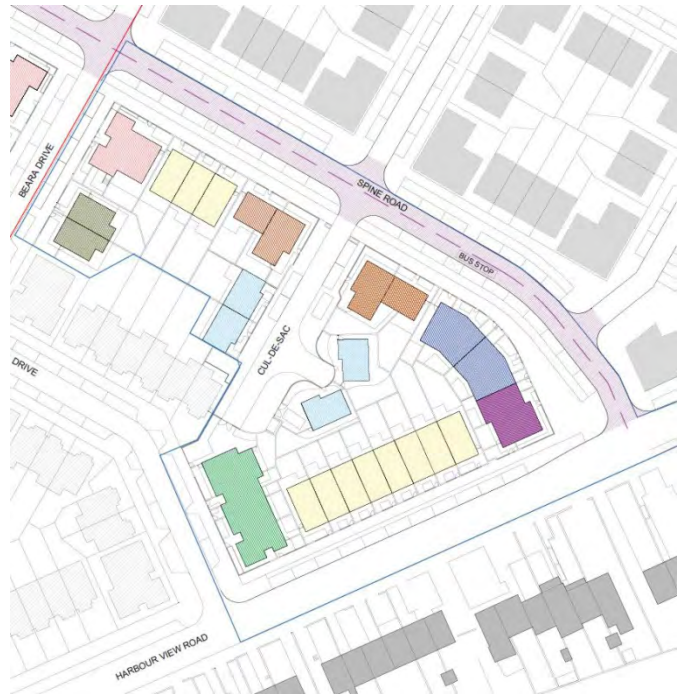 BEARA DRIVE
SPINE ROAD
BUS STOP
CUL-DE-SAC
DRIVE
HARBOUR VIEW ROAD